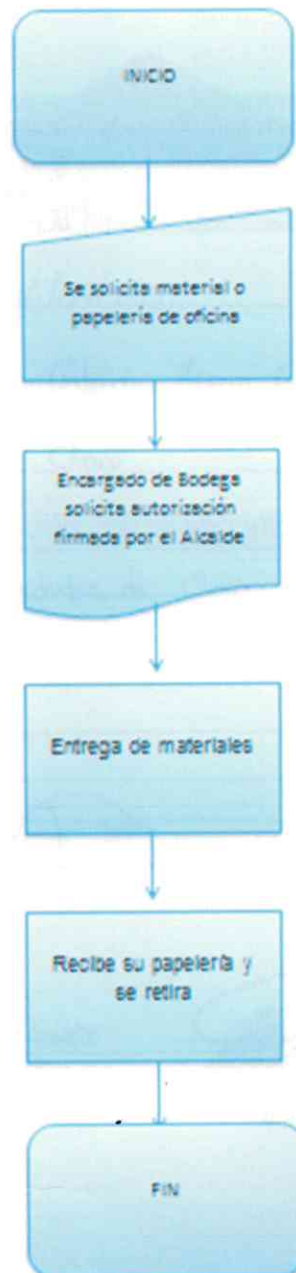 INICIO
Se solicita material o
papelería de oficina
Encargado de Bodega
solicita autorización
firmada por el Alcalde
Entrega de materiales
Recibe su papelería y
se retira
FIN